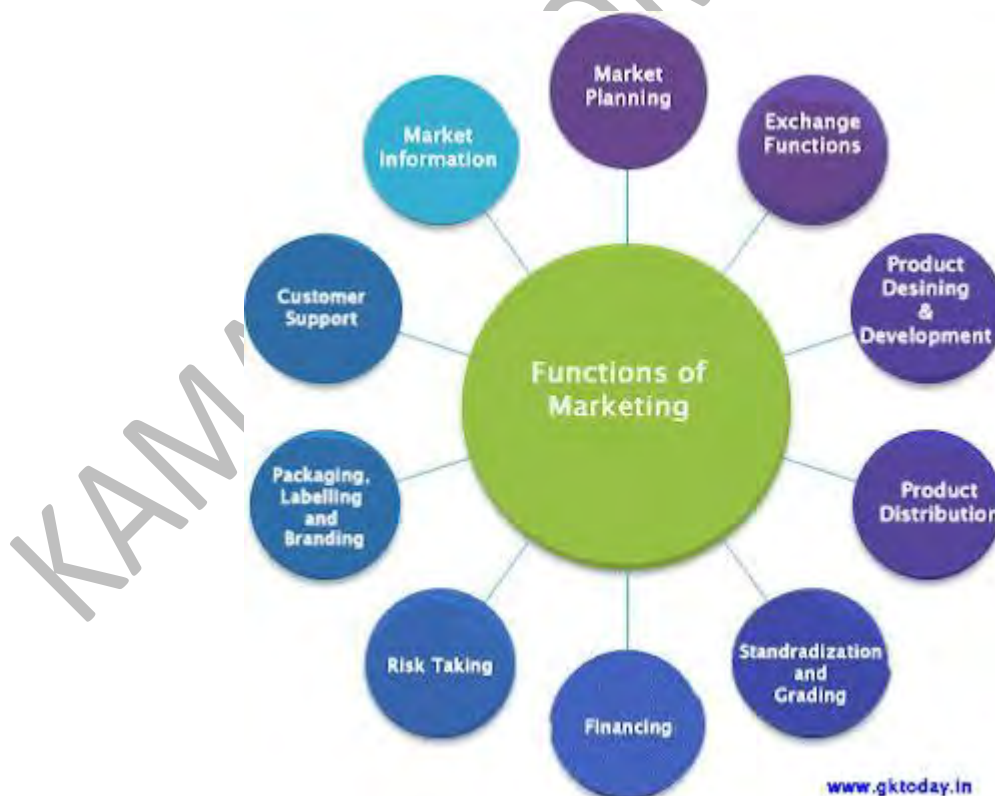 Market
Planning
Exchange
Functions
Product
Desining
&
Development
Product
Distribution
Standradization
and
Grading
Financing
Risk Taking
Packaging,
Labelling
and
Branding
Customer
Support
Market
Information
Functions of
Marketing
www.gktoday.in